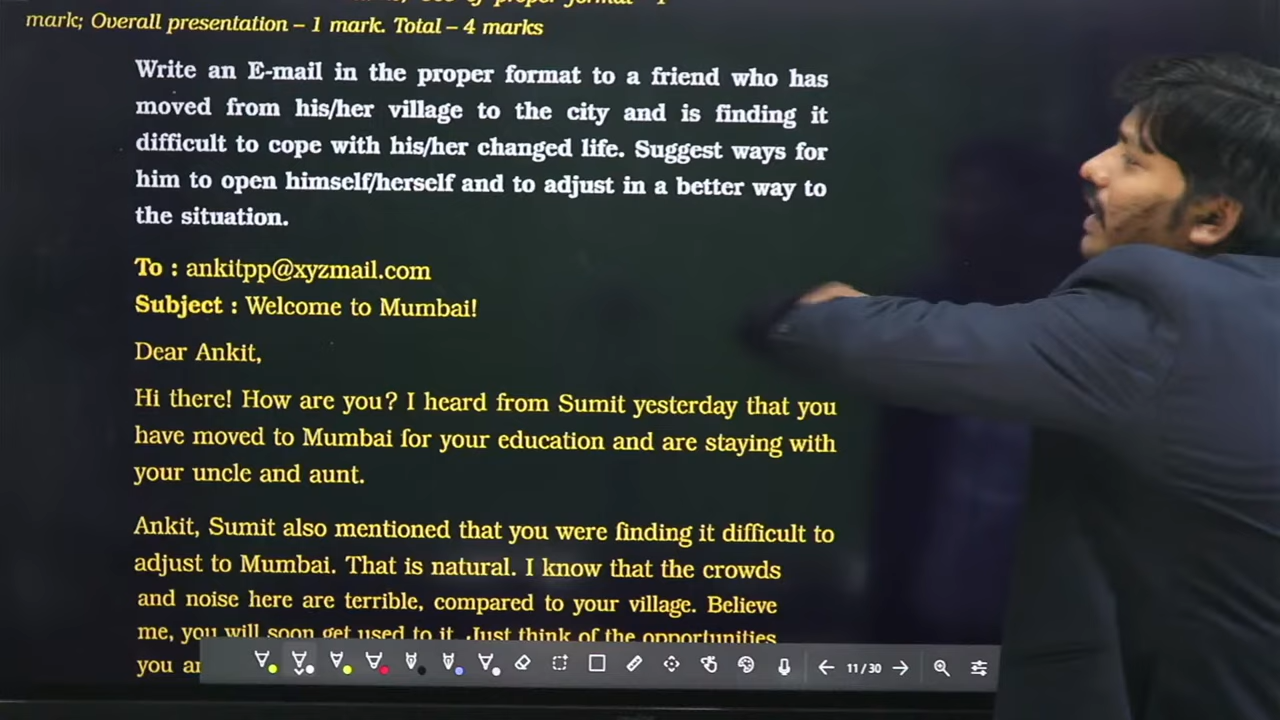 mark; Overall presentation – 1 mark. Total – 4 marks
Write an E-mail in the proper format to a friend who has
moved from his/her village to the city and is finding it
difficult to cope with his/her changed life. Suggest ways for
him to open himself/herself and to adjust in a better way to
the situation.
To : ankitpp@xyzmail.com
Subject : Welcome to Mumbai!
Dear Ankit,
Hi there! How are you? I heard from Sumit yesterday that you
have moved to Mumbai for your education and are staying with
your uncle and aunt.
Ankit, Sumit also mentioned that you were finding it difficult to
adjust to Mumbai. That is natural. I know that the crowds
and noise here are terrible, compared to your village. Believe
me, you will soon get used to it. Just think of the opportunities
you
11/30